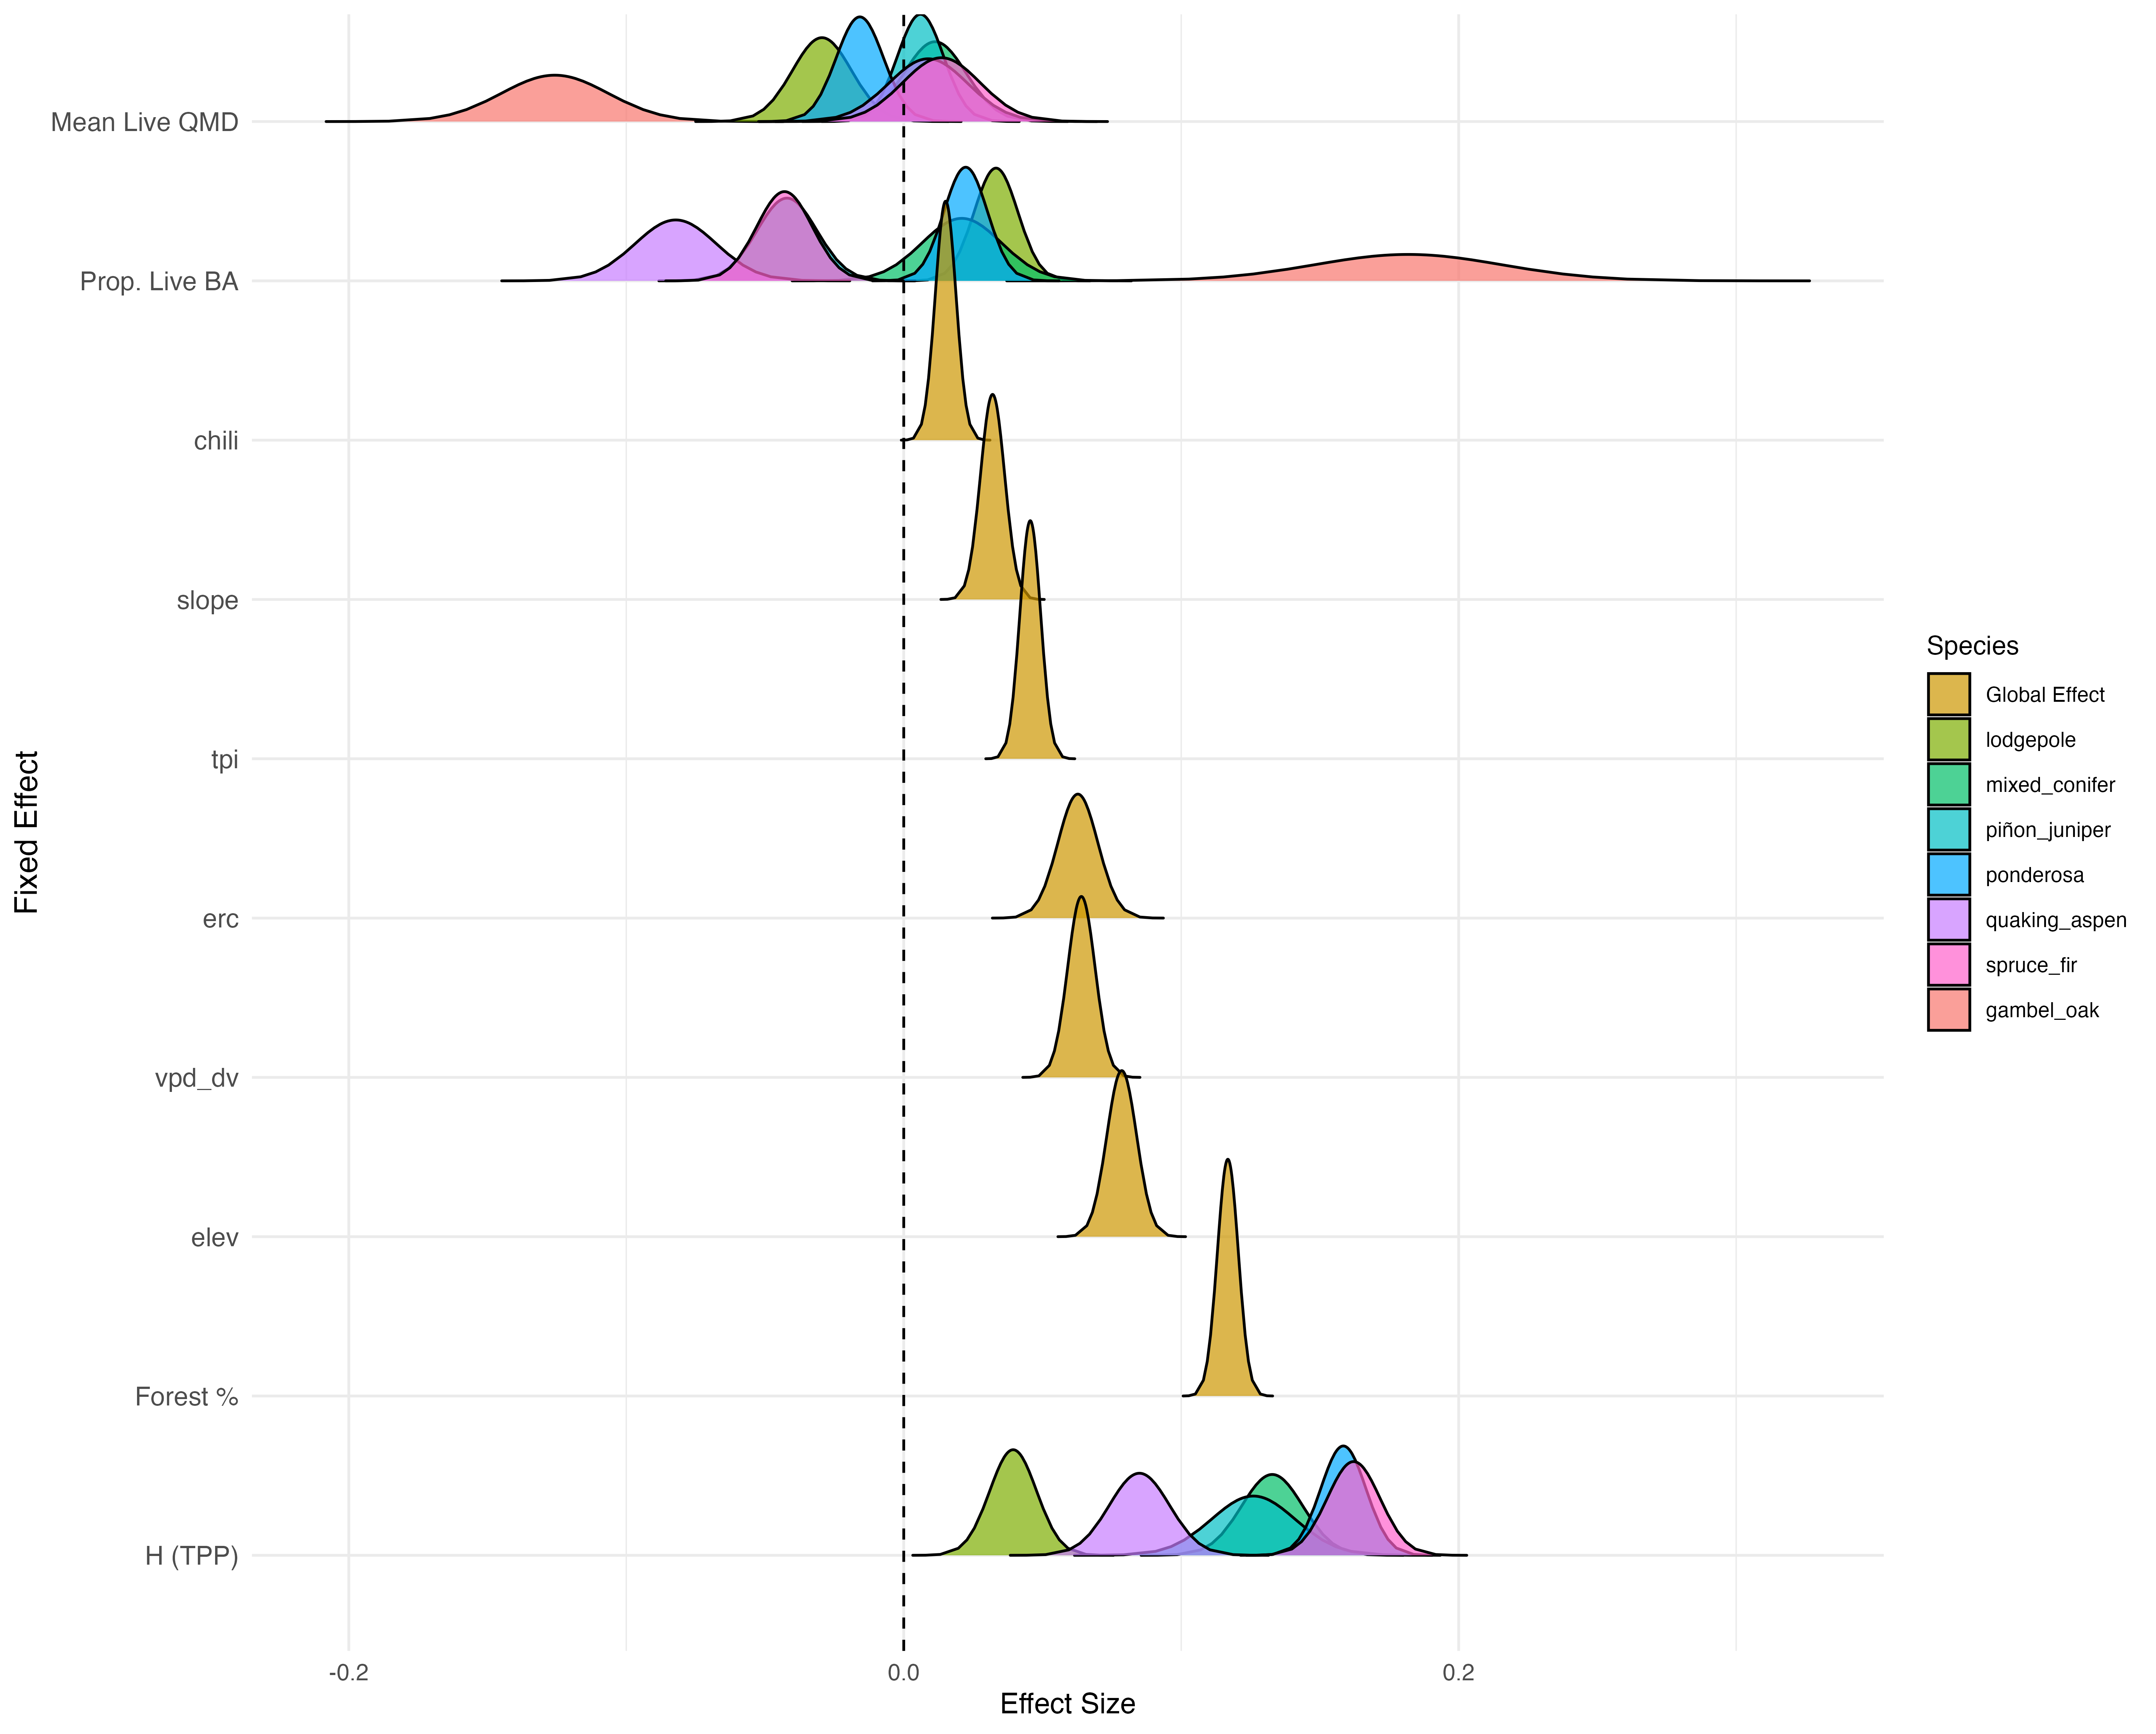 Mean Live QMD
Prop. Live BA
chili
slope
tpi
erc
vpd_dv
elev
Forest %
H (TPP)
Fixed Effect
-0.2
0.0
0.2
Effect Size
Species
Global Effect
lodgepole
mixed_conifer
piñon_juniper
ponderosa
quaking_aspen
spruce_fir
gambel_oak